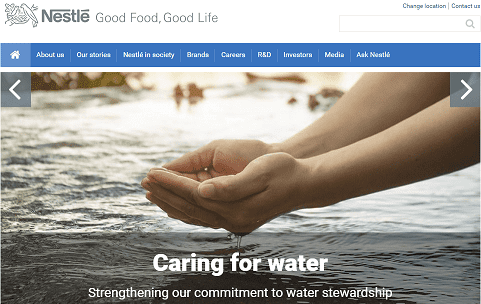 Change location | Contact us
Nestlé Good Food, Good Life
About us Our stories Nestlé in society Brands Careers R&D Investors Media Ask Nestlé
Caring for water
Strengthening our commitment to water stewardship